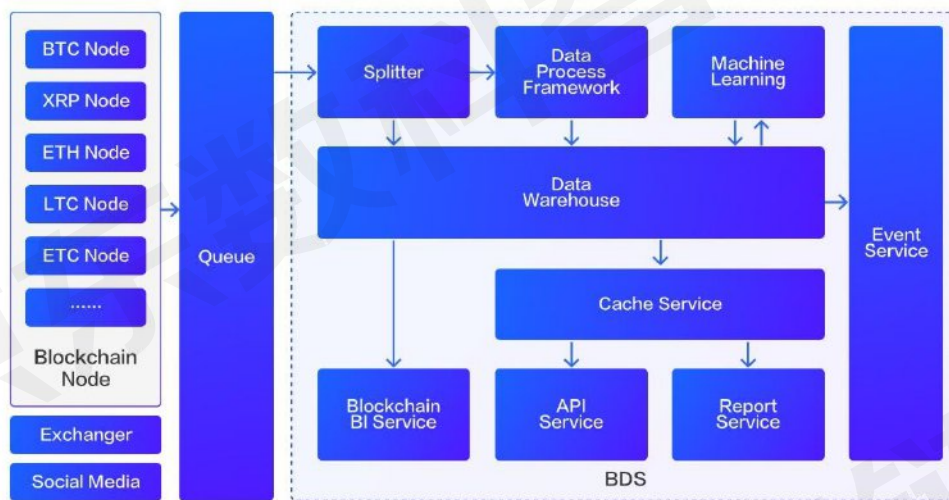 BTC Node
XRP Node
ETH Node
LTC Node
ETC Node
......
Blockchain
Node
Exchanger
Social Media
Queue
Splitter
Data
Process
Framework
Machine
Learning
Data
Warehouse
Cache Service
Blockchain
BI Service
API
Service
Report
Service
BDS
Event
Service